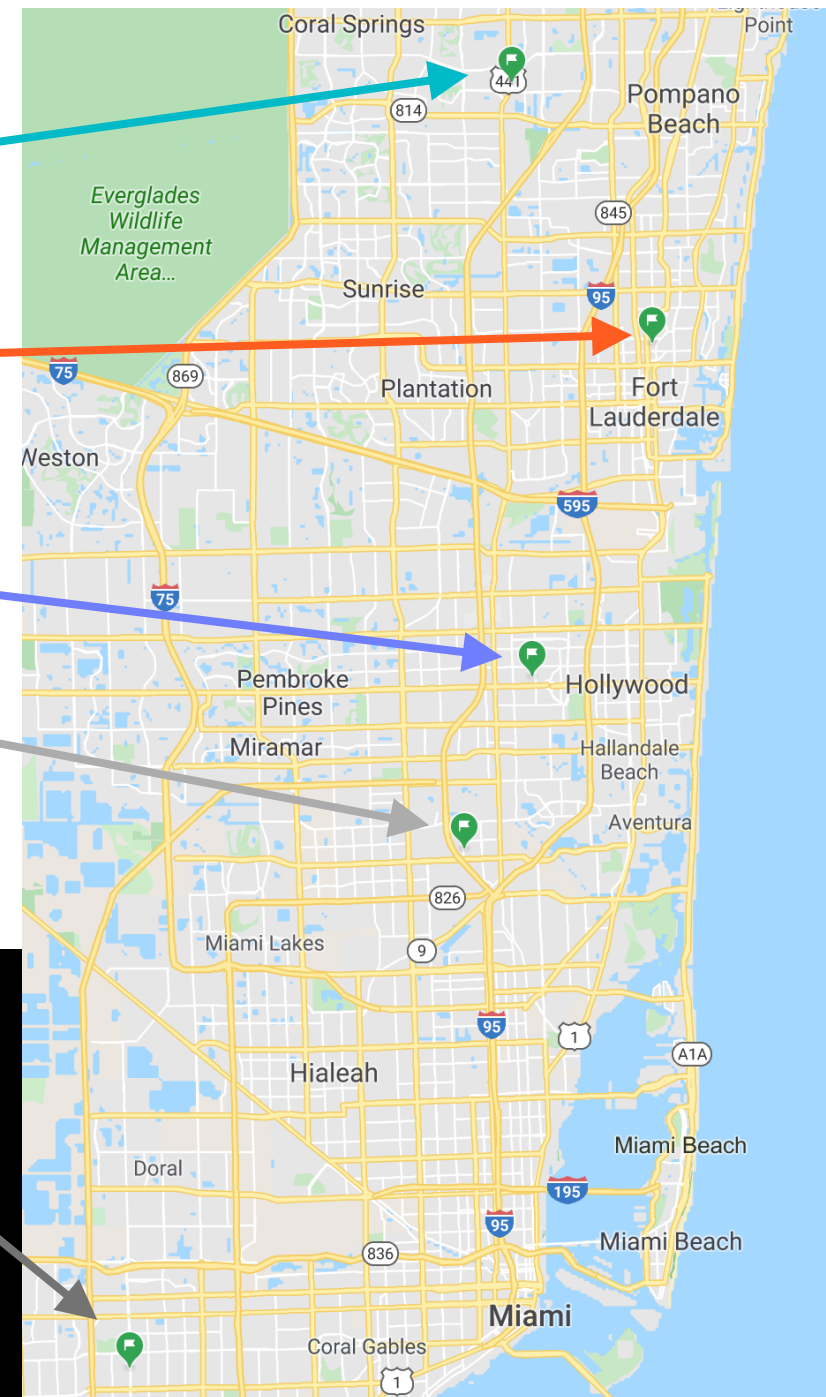 Coral Springs
Point
441
814
Pompano
Beach
Everglades
Wildlife
Management
Area...
845
Sunrise
95
75
869
Plantation
Fort
Lauderdale
Weston
595
75
Pembroke
Pines
Hollywood
Miramar
Hallandale
Beach
Aventura
826
Miami Lakes
9
95
1
A1A
Hialeah
Miami Beach
Doral
195
95
Miami Beach
836
Miami
Coral Gables
1